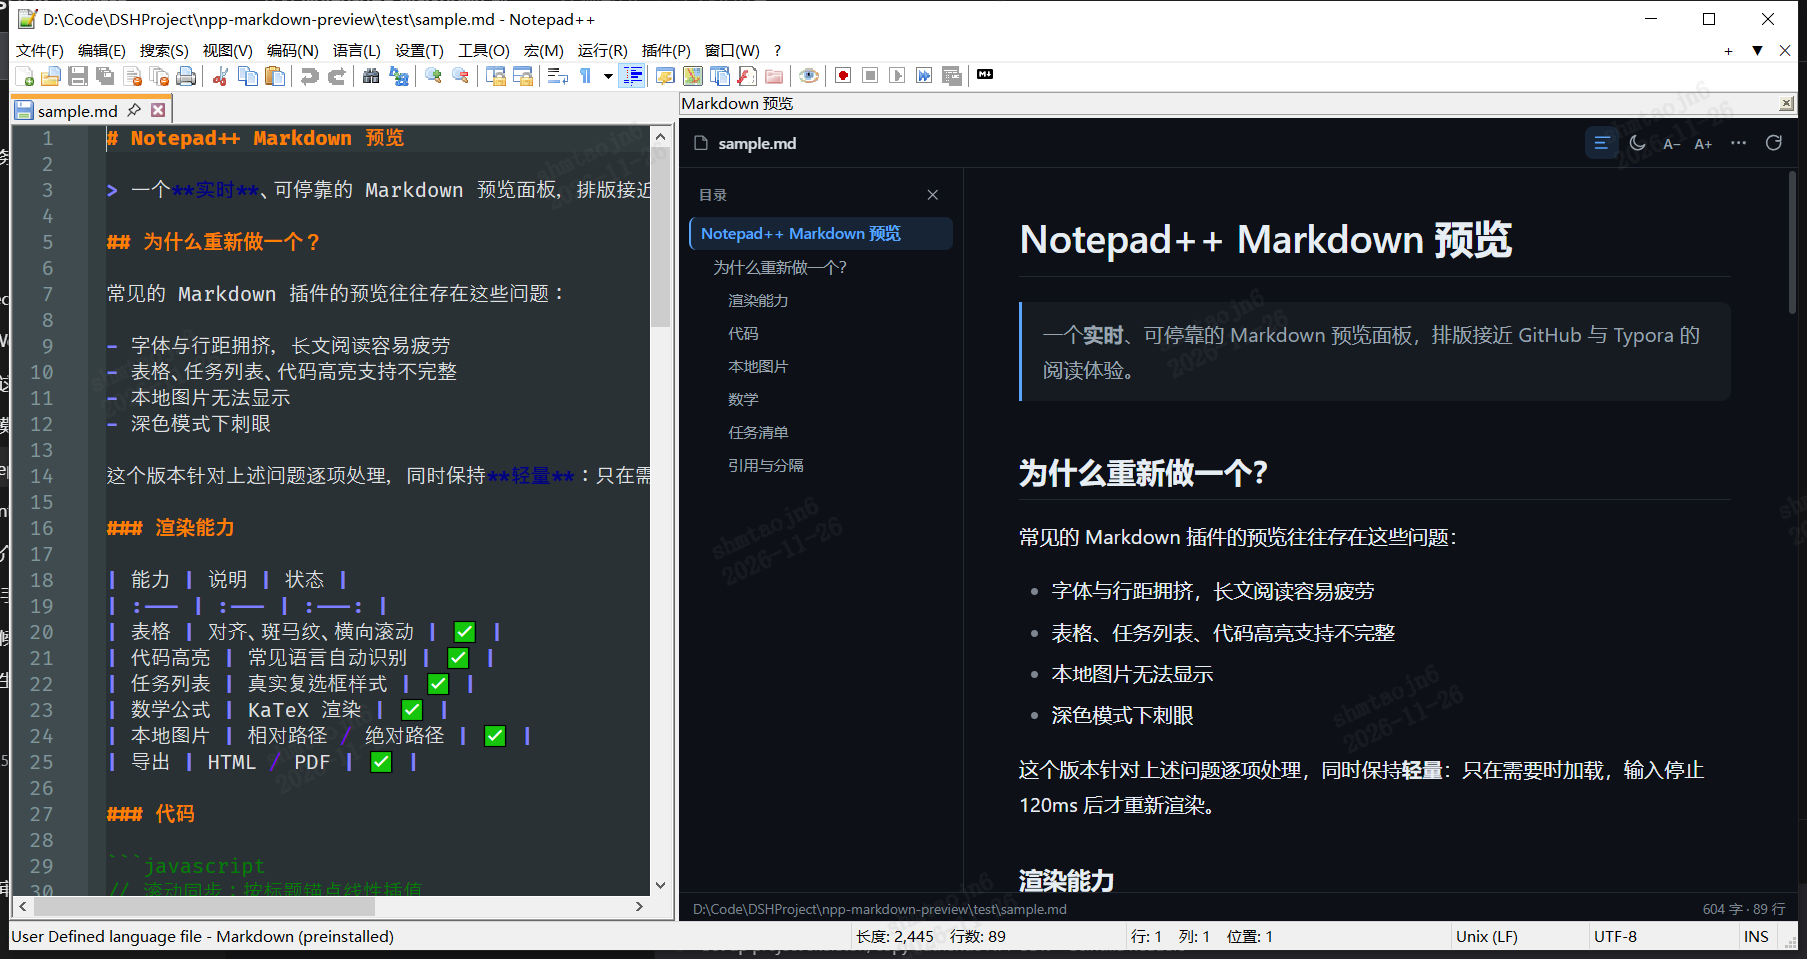 D:\Code\DSHProject\npp-markdown-preview\test\sample.md - Notepad++
文件(F) 编辑(E) 搜索(S) 视图(V) 编码(N) 语言(L) 设置(T) 工具(O) 宏(M) 运行(R) 插件(P) 窗口(W) ?
sample.md
1 # Notepad++ Markdown 预览
2
3 > 一个**实时**、可停靠的 Markdown 预览面板, 排版接近
4
5 ## 为什么重新做一个?
6
7 常见的 Markdown 插件的预览往往存在这些问题:
8
9 - 字体与行距拥挤, 长文阅读容易疲劳
10 - 表格、任务列表、代码高亮支持不完整
11 - 本地图片无法显示
12 - 深色模式下刺眼
13
14 这个版本针对上述问题逐项处理, 同时保持**轻量**:只在需
15
16 ### 渲染能力
17
18 | 能力 | 说明 | 状态 |
19 | :--- | :--- | :---: |
20 | 表格 | 对齐、斑马纹、横向滚动 | ✅ |
21 | 代码高亮 | 常见语言自动识别 | ✅ |
22 | 任务列表 | 真实复选框样式 | ✅ |
23 | 数学公式 | KaTeX 渲染 | ✅ |
24 | 本地图片 | 相对路径 / 绝对路径 | ✅ |
25 | 导出 | HTML / PDF | ✅ |
26
27 ### 代码
28
29 ```javascript
30 // 滚动同步:按标题锚点线性插值
Markdown 预览
sample.md A− A+
目录
Notepad++ Markdown 预览
为什么重新做一个?
渲染能力
代码
本地图片
数学
任务清单
引用与分隔
Notepad++ Markdown 预览
一个实时、可停靠的 Markdown 预览面板，排版接近 GitHub 与 Typora 的
阅读体验。
为什么重新做一个?
常见的 Markdown 插件的预览往往存在这些问题：
• 字体与行距拥挤，长文阅读容易疲劳
• 表格、任务列表、代码高亮支持不完整
• 本地图片无法显示
• 深色模式下刺眼
这个版本针对上述问题逐项处理，同时保持轻量：只在需要时加载，输入停止
120ms 后才重新渲染。
渲染能力
D:\Code\DSHProject\npp-markdown-preview\test\sample.md 604 字 · 89 行
User Defined language file - Markdown (preinstalled) 长度: 2,445 行数: 89 行: 1 列: 1 位置: 1 Unix (LF) UTF-8 INS
shmtaojn6
2026-11-26